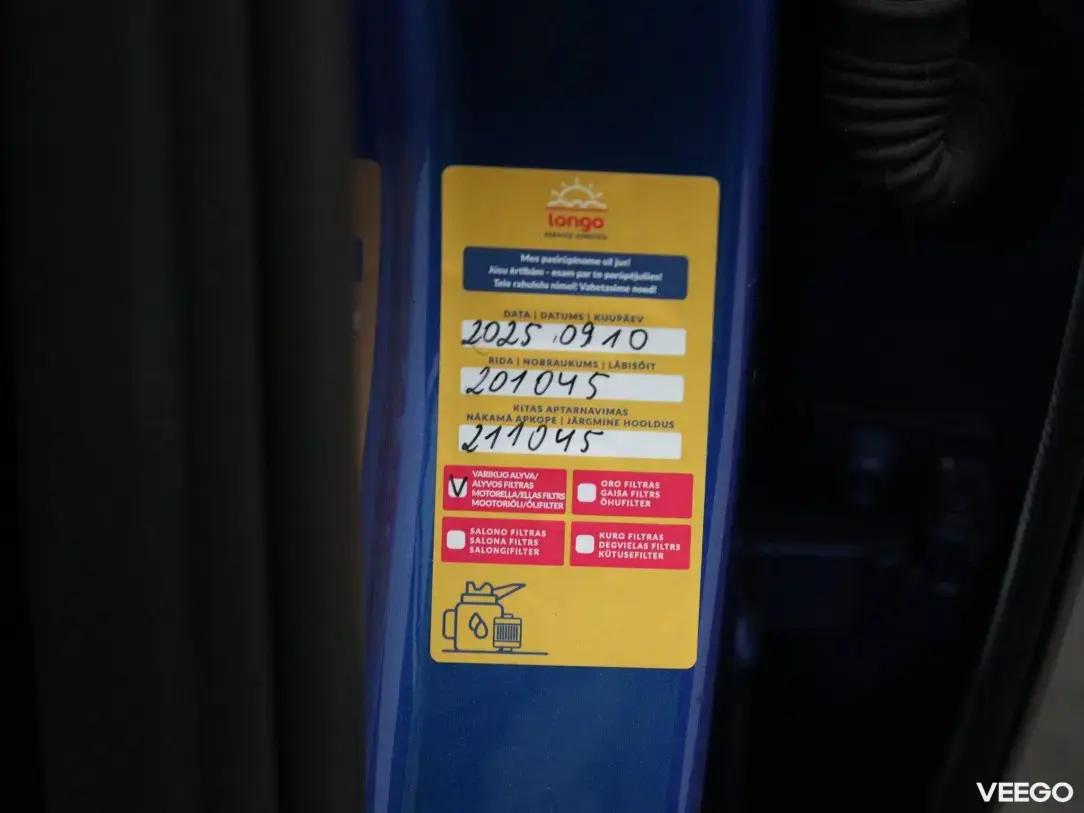 longo
Mes pasirūpinome už jus!
Jūsu ērtībām - esam par to parūpējušies!
Teie rahulolu nimel! Vahetasime need!
DATA | DATUMS | KUUPÄEV
2025.09 10
RIDA | NOBRAUKUMS | LÄBISÕIT
201045
KITAS APTARNAVIMAS
NĀKAMĀ APKOPE | JÄRGMINE HOOLDUS
211045
V
VARIKLIO ALYVA/
ALYVOS FILTRAS
MOTOREĻĻA/EĻĻAS FILTRS
MOOTORIÕLI/ÕLIFILTER
ORO FILTRAS
GAISA FILTRS
ÕHUFILTER
SALONO FILTRAS
SALONA FILTRS
SALONGIFILTER
KURO FILTRAS
DEGVIELAS FILTRS
KÜTUSEFILTER
VEEGO